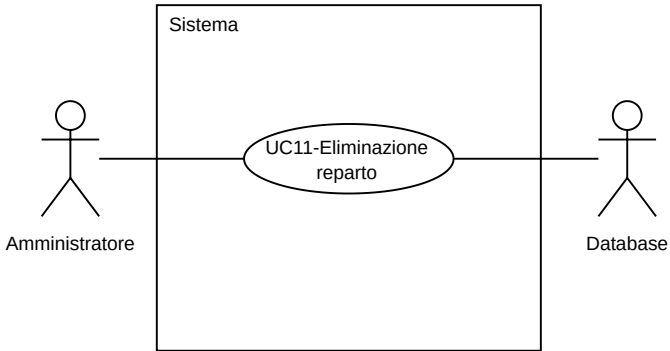 Sistema
UC11-Eliminazione
reparto
Amministratore
Database